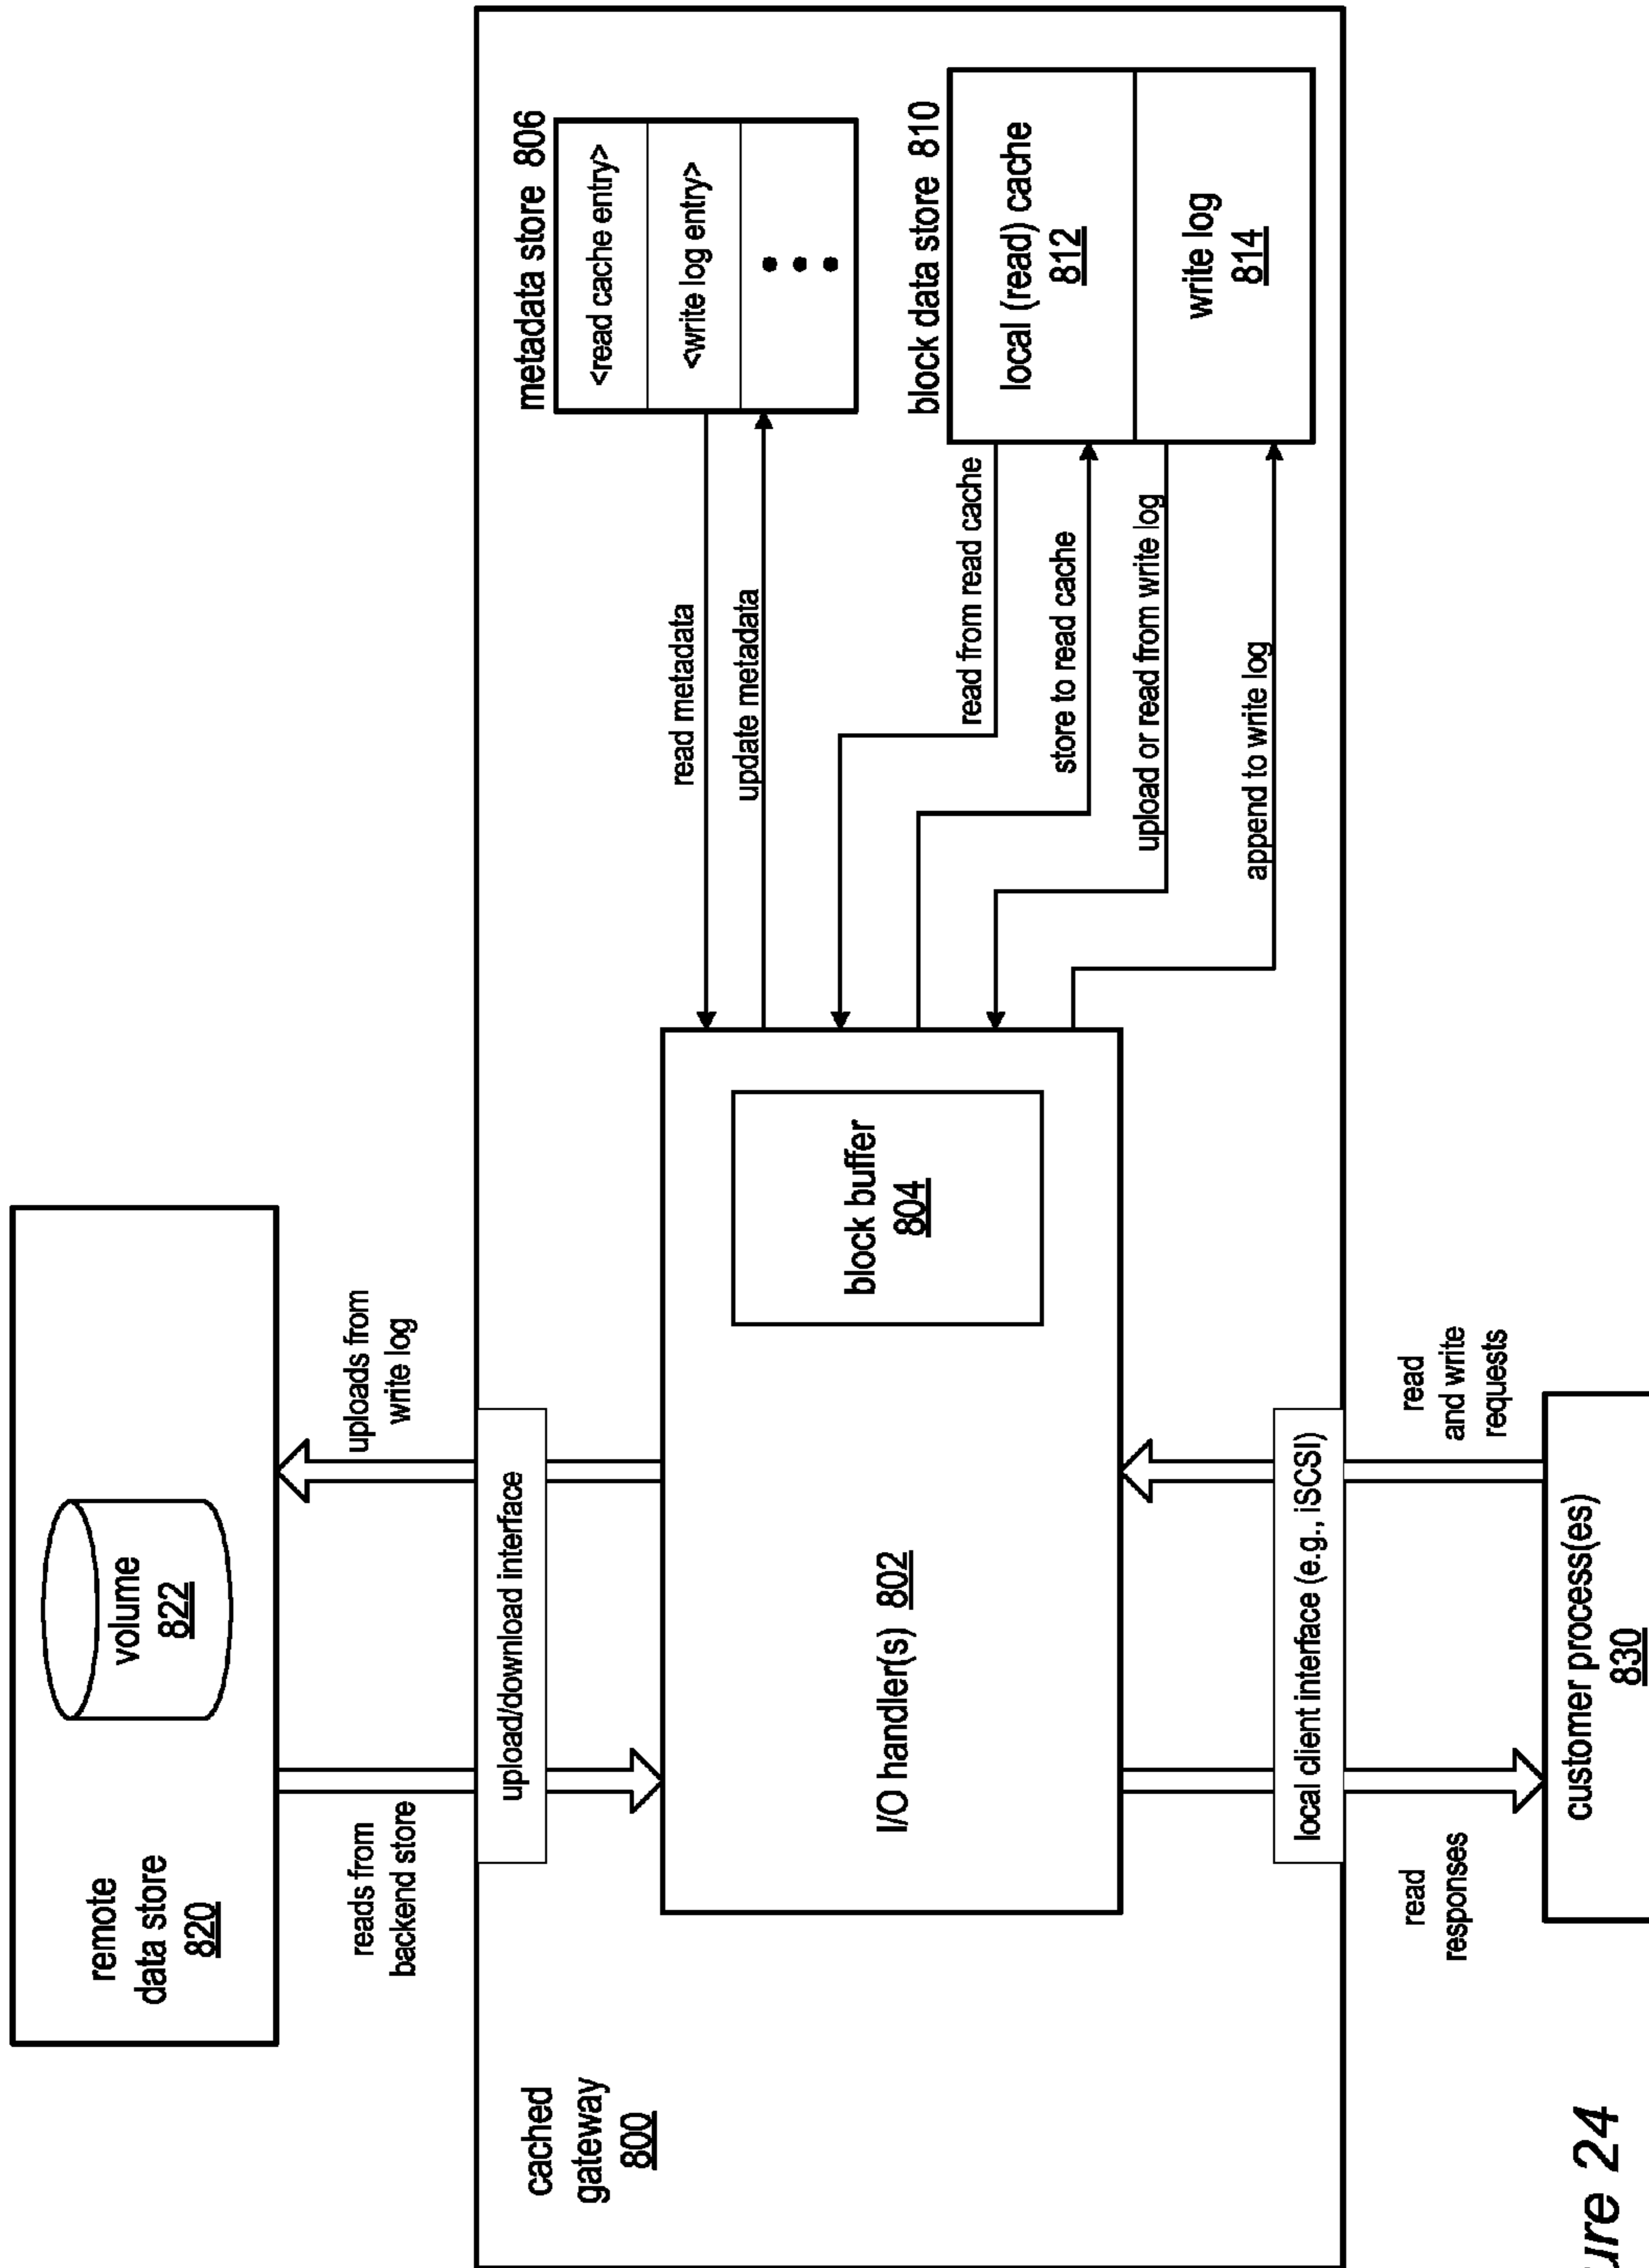 remote
data store
820
volume
822
reads from
backend store
uploads from
write log
cached
gateway
800
upload/download interface
I/O handler(s) 802
block buffer
804
read metadata
update metadata
read from read cache
store to read cache
upload or read from write log
append to write log
metadata store 806
<read cache entry>
<write log entry>
block data store 810
local (read) cache
812
write log
814
local client interface (e.g., iSCSI)
read
responses
read
and write
requests
customer process(es)
830
ure 24